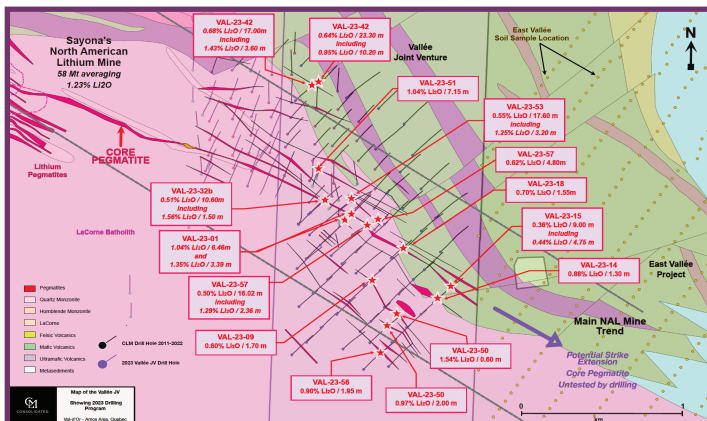 Sayona's
North American
Lithium Mine
58 Mt averaging
1.23% Li2O
CORE
PEGMATITE
Lithium
Pegmatites
LaCorne Batholith
VAL-23-42
0.68% Li₂O / 17.00m
including
1.43% Li₂O / 3.60 m
VAL-23-42
0.64% Li₂O / 23.30 m
including
0.95% Li₂O / 10.20 m
Vallée
Joint Venture
East Vallée
Soil Sample Location
N
VAL-23-51
1.04% Li₂O / 7.15 m
VAL-23-53
0.55% Li₂O / 17.60 m
including
1.25% Li₂O / 3.20 m
VAL-23-57
0.62% Li₂O / 4.80m
VAL-23-18
0.70% Li₂O / 1.55m
VAL-23-15
0.36% Li₂O / 9.00 m
including
0.44% Li₂O / 4.75 m
VAL-23-14
0.88% Li₂O / 1.30 m
East Vallée
Project
VAL-23-32b
0.51% Li₂O / 10.60m
including
1.56% Li₂O / 1.50 m
VAL-23-01
1.04% Li₂O / 6.46m
and
1.35% Li₂O / 3.39 m
VAL-23-57
0.50% Li₂O / 16.02 m
including
1.29% Li₂O / 2.36 m
VAL-23-09
0.60% Li₂O / 1.70 m
VAL-23-56
0.90% Li₂O / 1.95 m
VAL-23-50
0.97% Li₂O / 2.00 m
VAL-23-50
1.54% Li₂O / 0.60 m
Main NAL Mine
Trend
Potential Strike
Extension
Core Pegmatite
Untested by drilling
Pegmatites
Quartz Monzonite
Hornblende Monzonite
LaCorne
Felsic Volcanics
Mafic Volcanics
Ultramafic Volcanics
Metasediments
CLM Drill Hole 2011-2022
2023 Vallée JV Drill Hole
CONSOLIDATED
Map of the Vallée JV
Showing 2023 Drilling
Program
Val-d'Or - Amos Area, Quebec
0
1
km